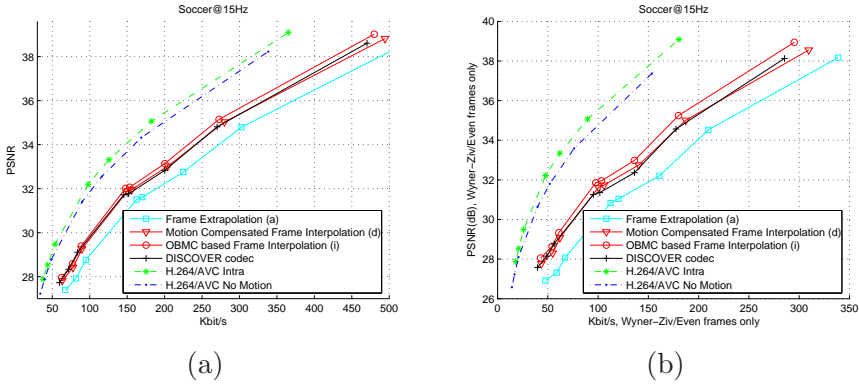 Soccer@15Hz
PSNR
38
36
34
32
30
28
50 100 150 200 250 300 350 400 450 500
Kbit/s
Frame Extrapolation (a)
Motion Compensated Frame Interpolation (d)
OBMC based Frame Interpolation (i)
DISCOVER codec
H.264/AVC Intra
H.264/AVC No Motion
(a)
Soccer@15Hz
PSNR(dB), Wyner−Ziv/Even frames only
40
38
36
34
32
30
28
26
0 50 100 150 200 250 300 350
Kbit/s, Wyner−Ziv/Even frames only
Frame Extrapolation (a)
Motion Compensated Frame Interpolation (d)
OBMC based Frame Interpolation (i)
DISCOVER codec
H.264/AVC Intra
H.264/AVC No Motion
(b)